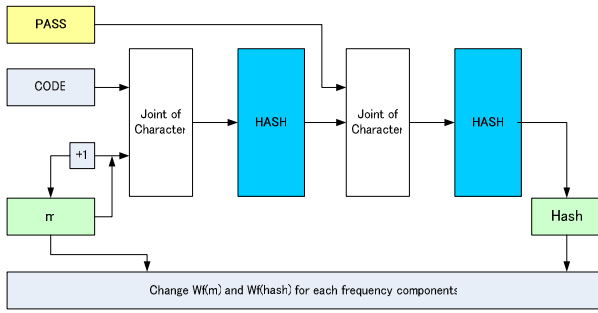 PASS
CODE
Joint of
Character
HASH
Joint of
Character
HASH
+1
m
Hash
Change Wf(m) and Wf(hash) for each frequency components